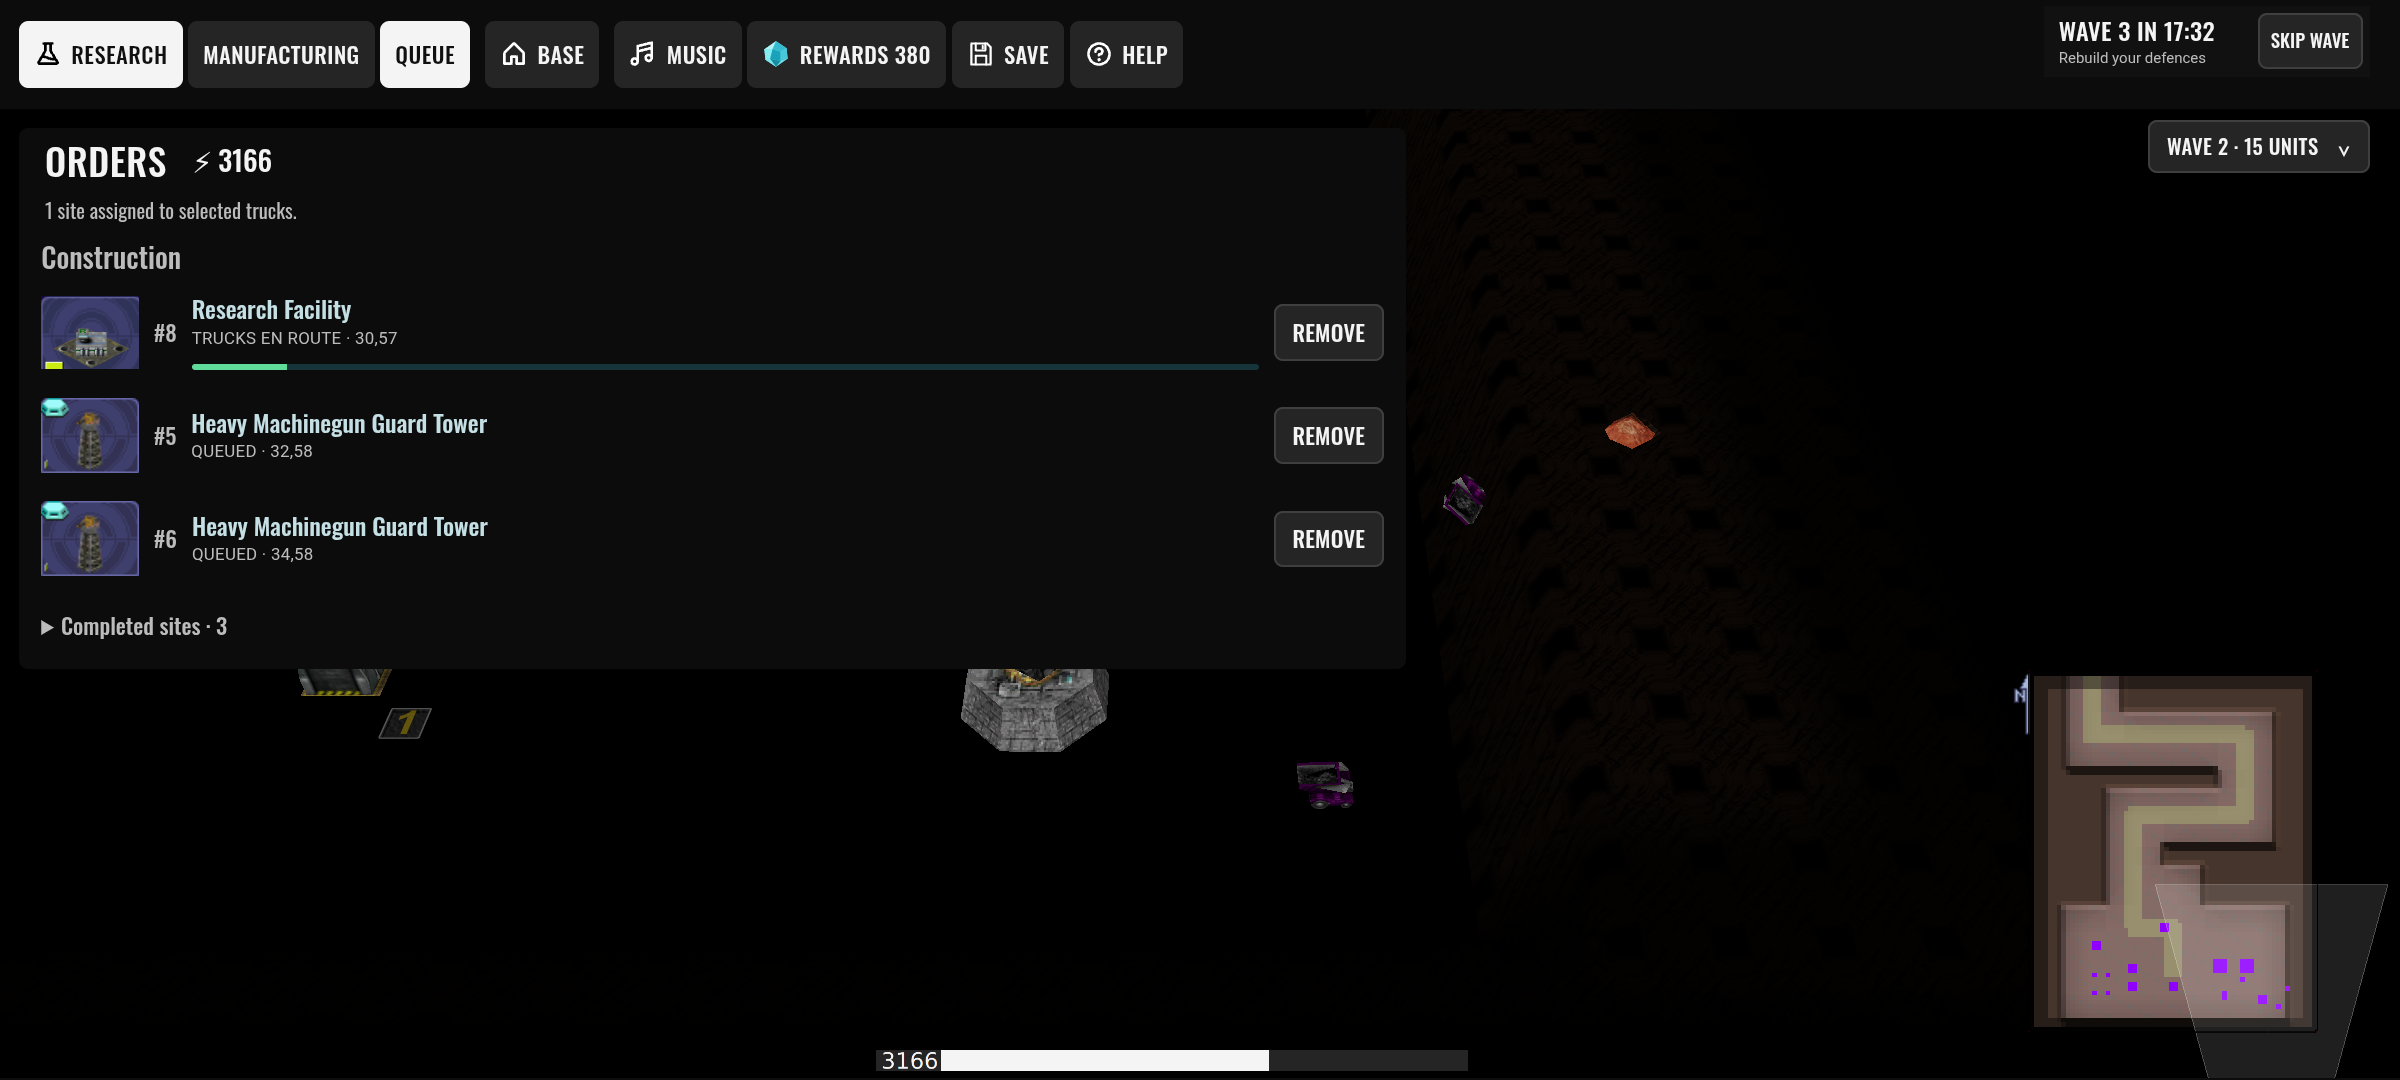 RESEARCH MANUFACTURING QUEUE BASE MUSIC REWARDS 380 SAVE HELP
WAVE 3 IN 17:32
Rebuild your defences
SKIP WAVE
WAVE 2 · 15 UNITS
ORDERS ⚡ 3166
1 site assigned to selected trucks.
Construction
#8 Research Facility
TRUCKS EN ROUTE · 30,57
REMOVE
#5 Heavy Machinegun Guard Tower
QUEUED · 32,58
REMOVE
#6 Heavy Machinegun Guard Tower
QUEUED · 34,58
REMOVE
▶ Completed sites · 3
1
N
3166